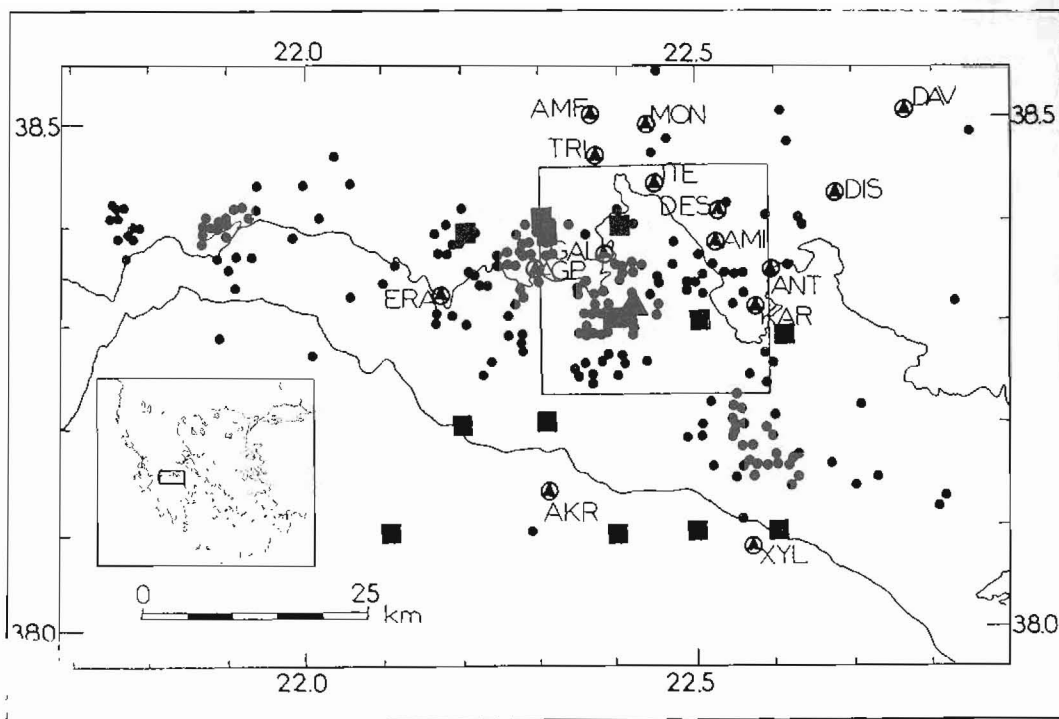 22.0 22.5
38.5 AMF MON DAV 38.5
TRI
ITE
DES DIS
AMI
GAL
AGP ANT
ERA KAR
AKR
XYL
0 25
km
38.0 38.0
22.0 22.5